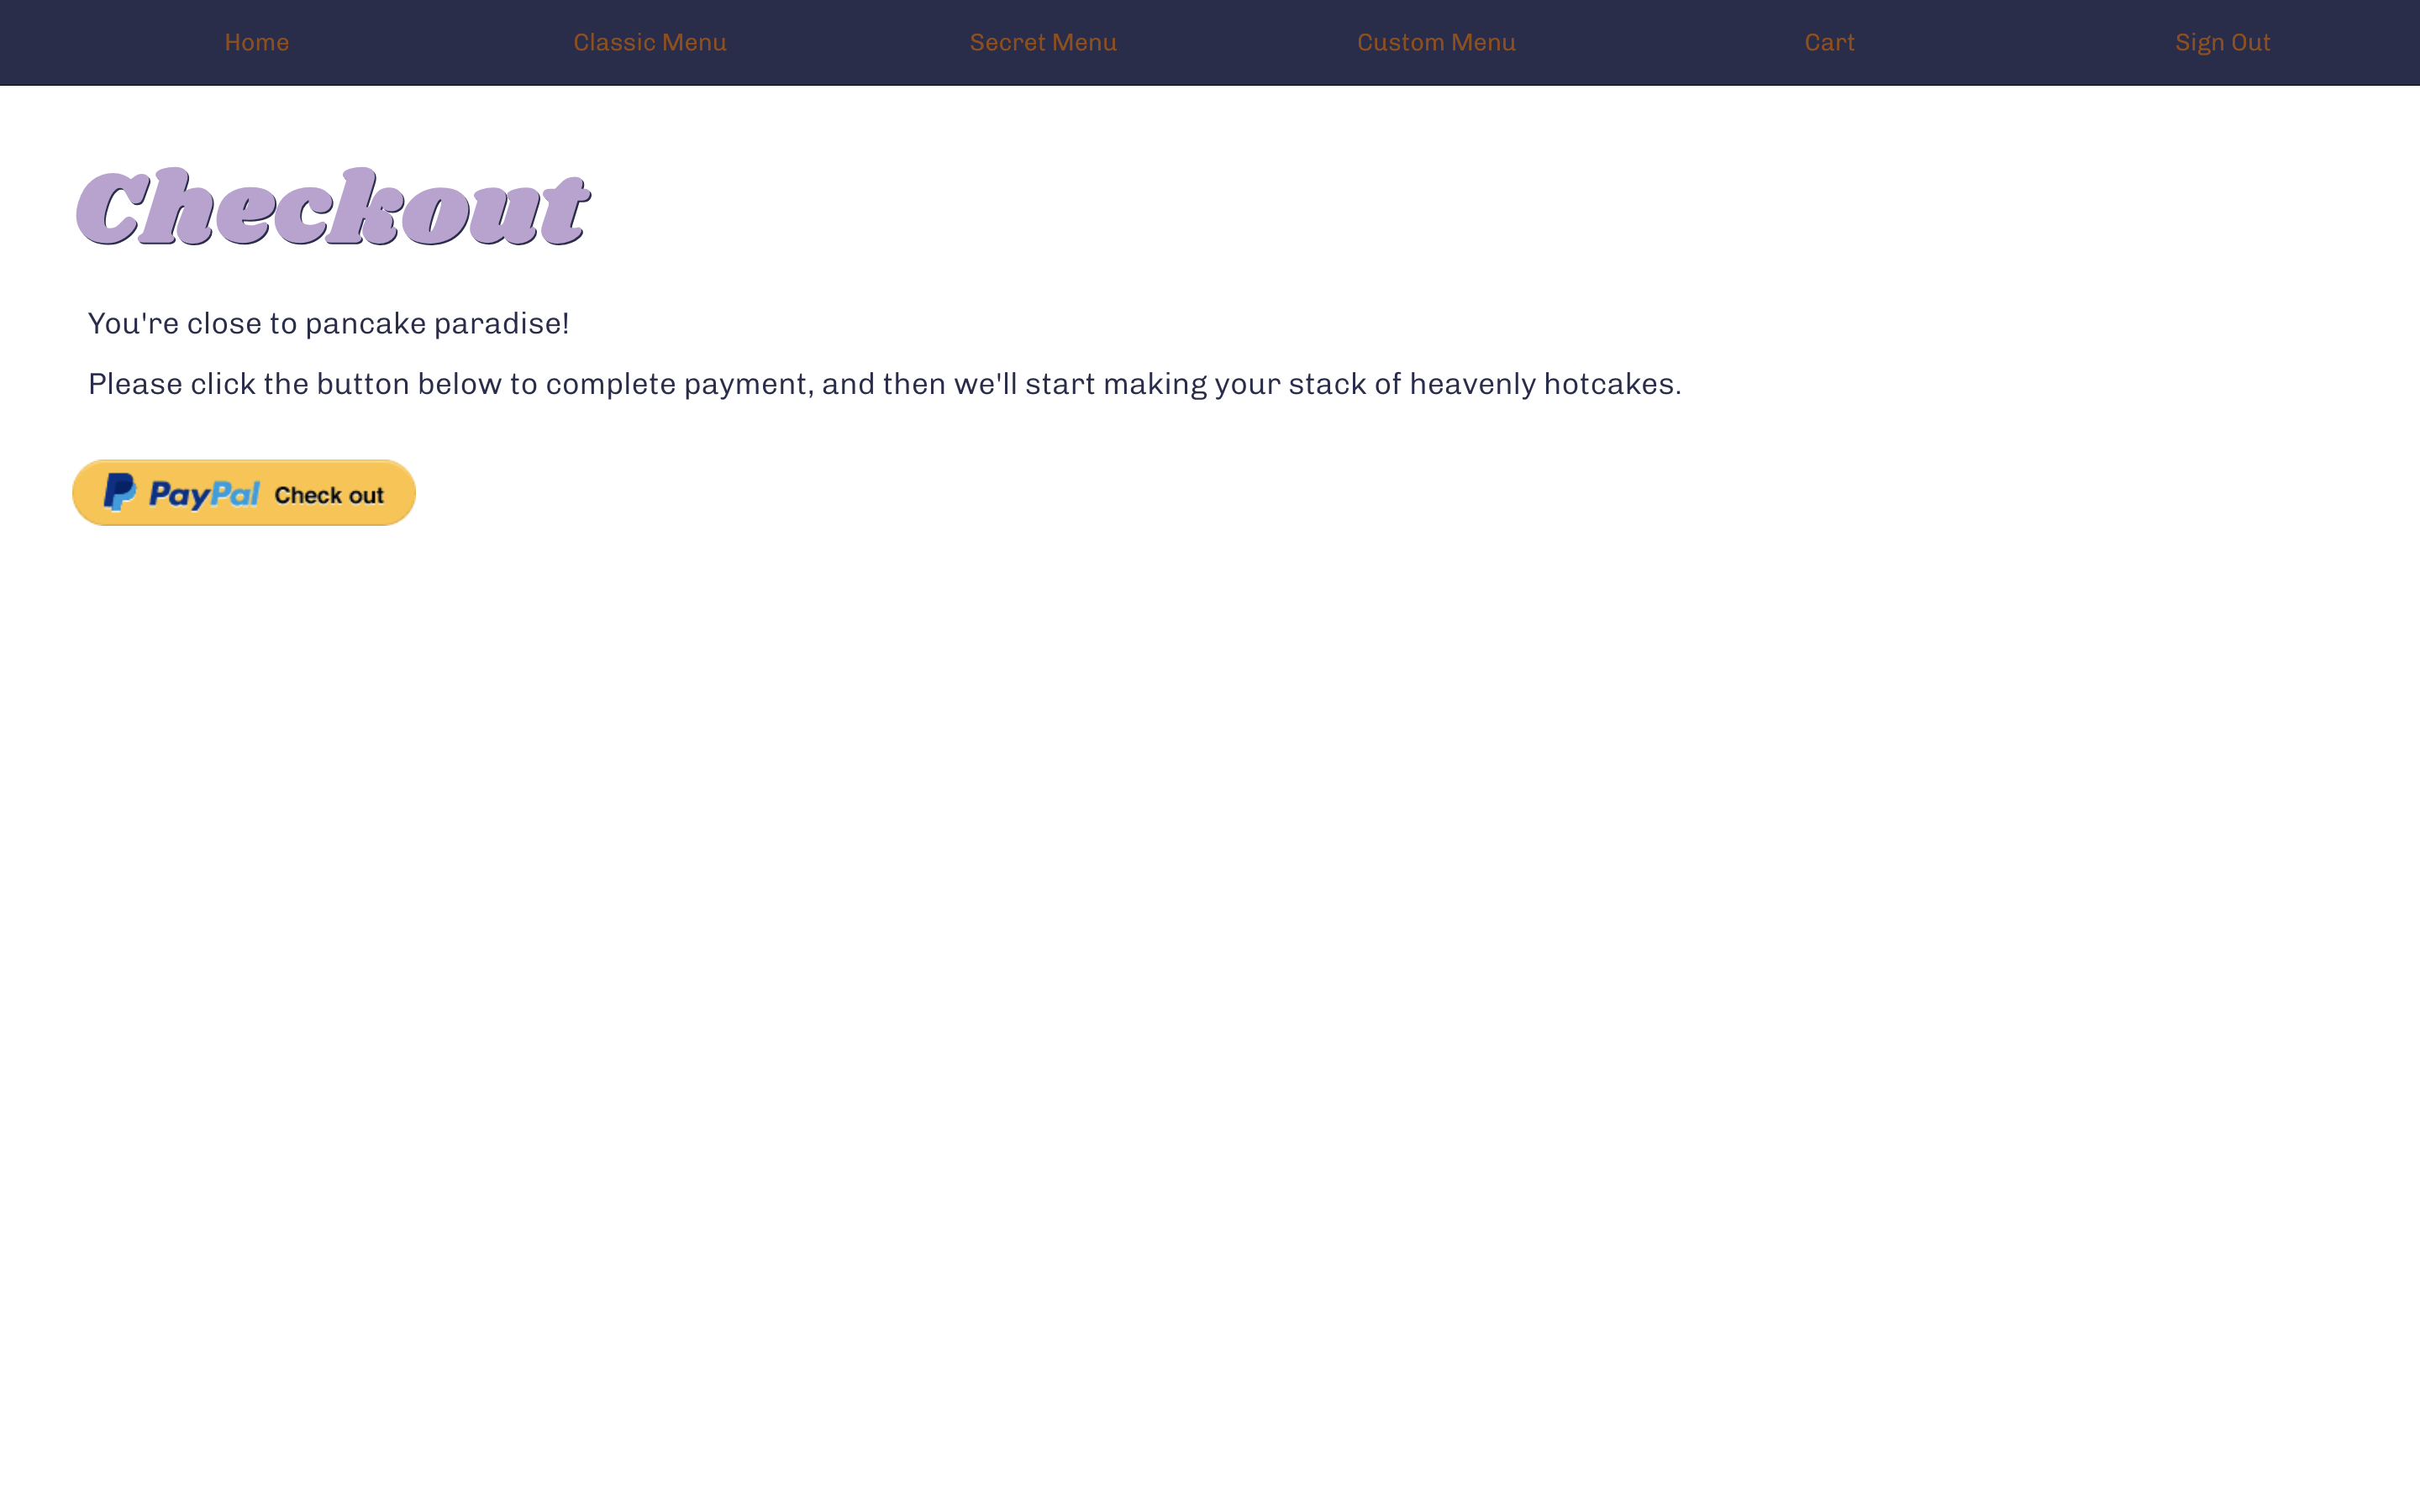 Home Classic Menu Secret Menu Custom Menu Cart Sign Out
Checkout
You're close to pancake paradise!
Please click the button below to complete payment, and then we'll start making your stack of heavenly hotcakes.
PayPal Check out